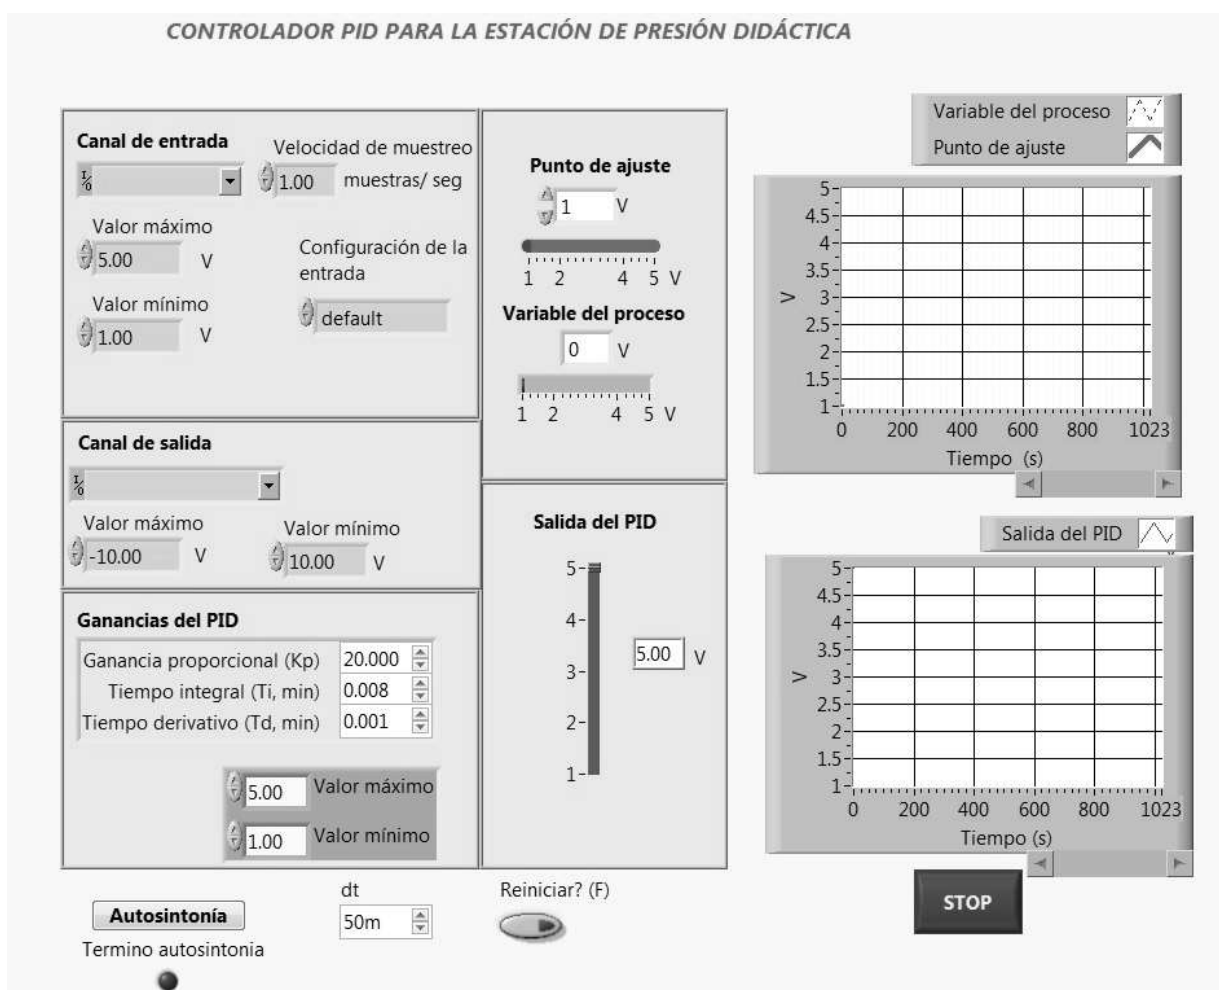 CONTROLADOR PID PARA LA ESTACIÓN DE PRESIÓN DIDÁCTICA
Canal de entrada
Velocidad de muestreo
1.00 muestras/ seg
Valor máximo
5.00 V
Configuración de la
entrada
default
Valor mínimo
1.00 V
Canal de salida
Valor máximo
-10.00 V
Valor mínimo
10.00 V
Ganancias del PID
Ganancia proporcional (Kp) 20.000
Tiempo integral (Ti, min) 0.008
Tiempo derivativo (Td, min) 0.001
5.00 Valor máximo
1.00 Valor mínimo
Punto de ajuste
1 V
1 2 4 5 V
Variable del proceso
0 V
1 2 4 5 V
Salida del PID
5
4
3
2
1
5.00 V
Variable del proceso
Punto de ajuste
5
4.5
4
3.5
3
2.5
2
1.5
1
V
0 200 400 600 800 1023
Tiempo (s)
Salida del PID
5
4.5
4
3.5
3
2.5
2
1.5
1
V
0 200 400 600 800 1023
Tiempo (s)
Autosintonía
Termino autosintonia
dt
50m
Reiniciar? (F)
STOP